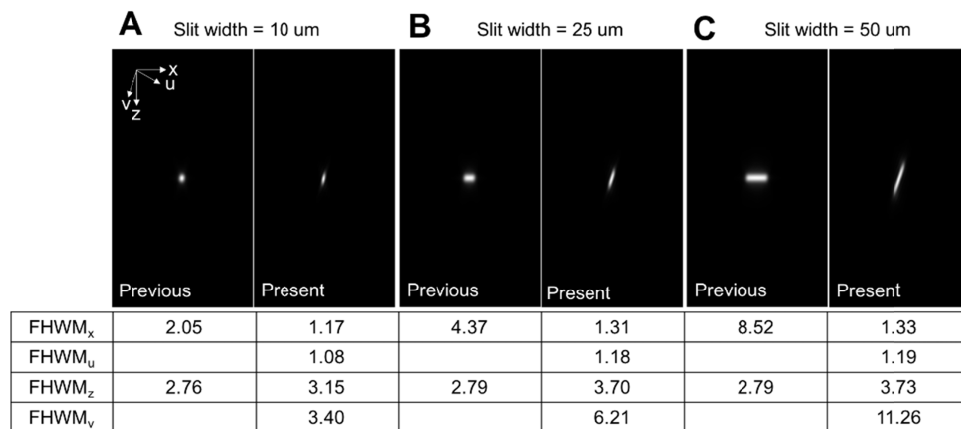 A Slit width = 10 um B Slit width = 25 um C Slit width = 50 um
x
u
v
z
Previous Present Previous Present Previous Present
FHWMx 2.05 1.17 4.37 1.31 8.52 1.33
FHWMu 1.08 1.18 1.19
FHWMz 2.76 3.15 2.79 3.70 2.79 3.73
FHWMv 3.40 6.21 11.26